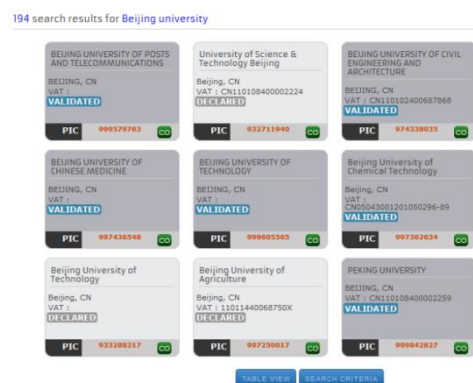 194 search results for Beijing university
BEIJING UNIVERSITY OF POSTS
AND TELECOMMUNICATIONS
BEIJING, CN
VAT :
VALIDATED
PIC 999579763 CO
University of Science &
Technology Beijing
Beijing, CN
VAT : CN110108400002224
DECLARED
PIC 932711940 CO
BEIJING UNIVERSITY OF CIVIL
ENGINEERING AND
ARCHITECTURE
BEIJING, CN
VAT : CN110102400687868
VALIDATED
PIC 974338035 CO
BEIJING UNIVERSITY OF
CHINESE MEDICINE
BEIJING, CN
VAT :
VALIDATED
PIC 997436548 CO
BEIJING UNIVERSITY OF
TECHNOLOGY
BEIJING, CN
VAT :
VALIDATED
PIC 999605565 CO
Beijing University of
Chemical Technology
Beijing, CN
VAT :
CN05043001201050296-89
VALIDATED
PIC 997302634 CO
Beijing University of
Technology
Beijing, CN
VAT :
DECLARED
PIC 933288217 CO
Beijing University of
Agriculture
Beijing, CN
VAT : 11011440068750X
DECLARED
PIC 997250017 CO
PEKING UNIVERSITY
BEIJING, CN
VAT : CN110108400002259
VALIDATED
PIC 999842827 CO
TABLE VIEW SEARCH CRITERIA